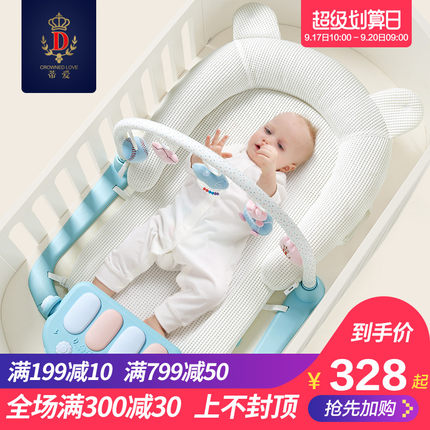 D
CROWNED LOVE
蒂爱
超级划算日
9.17日10:00 – 9.20日09:00
到手价
满199减10 满799减50
¥ 328 起
全场满300减30 上不封顶
抢先加购 〉